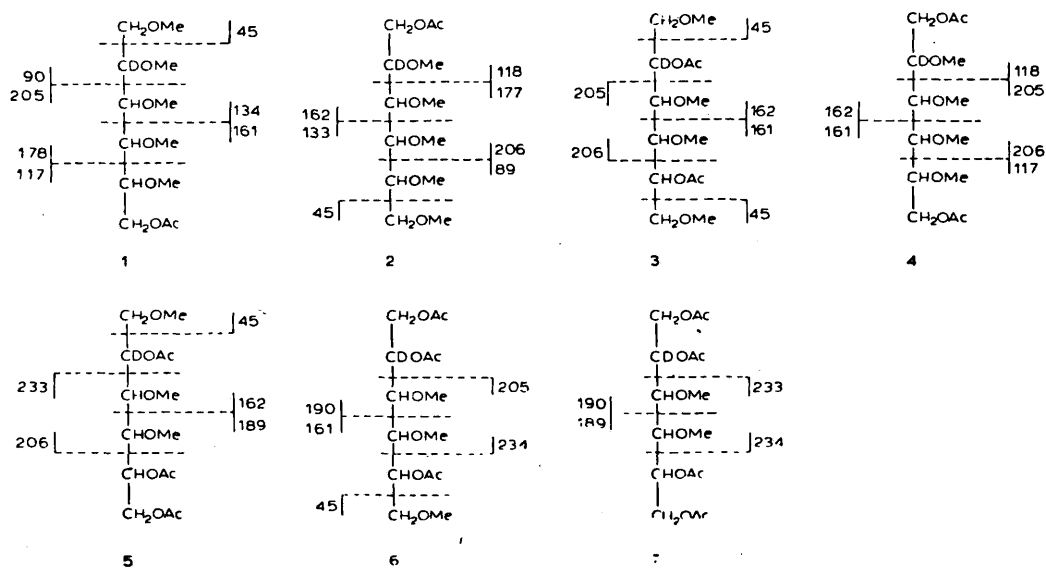 CH₂OMe 45
CDOMe
90
205
CHOMe
134
161
CHOMe
178
117
CHOMe
CH₂OAc
1
CH₂OAc
CDOMe
118
177
CHOMe
162
133
CHOMe
206
89
CHOMe
45
CH₂OMe
2
CH₂OMe 45
CDOAc
205
CHOMe
162
161
CHOMe
206
CHOAc
CH₂OMe 45
3
CH₂OAc
CDOMe
118
205
CHOMe
162
161
CHOMe
206
117
CHOMe
CH₂OAc
4
CH₂OMe 45
CDOAc
233
CHOMe
162
189
CHOMe
206
CHOAc
CH₂OAc
5
CH₂OAc
CDOAc
205
CHOMe
190
161
CHOMe
234
CHOAc
45
CH₂OMe
6
CH₂OAc
CDOAc
233
CHOMe
190
189
CHOMe
234
CHOAc
CH₂OAc